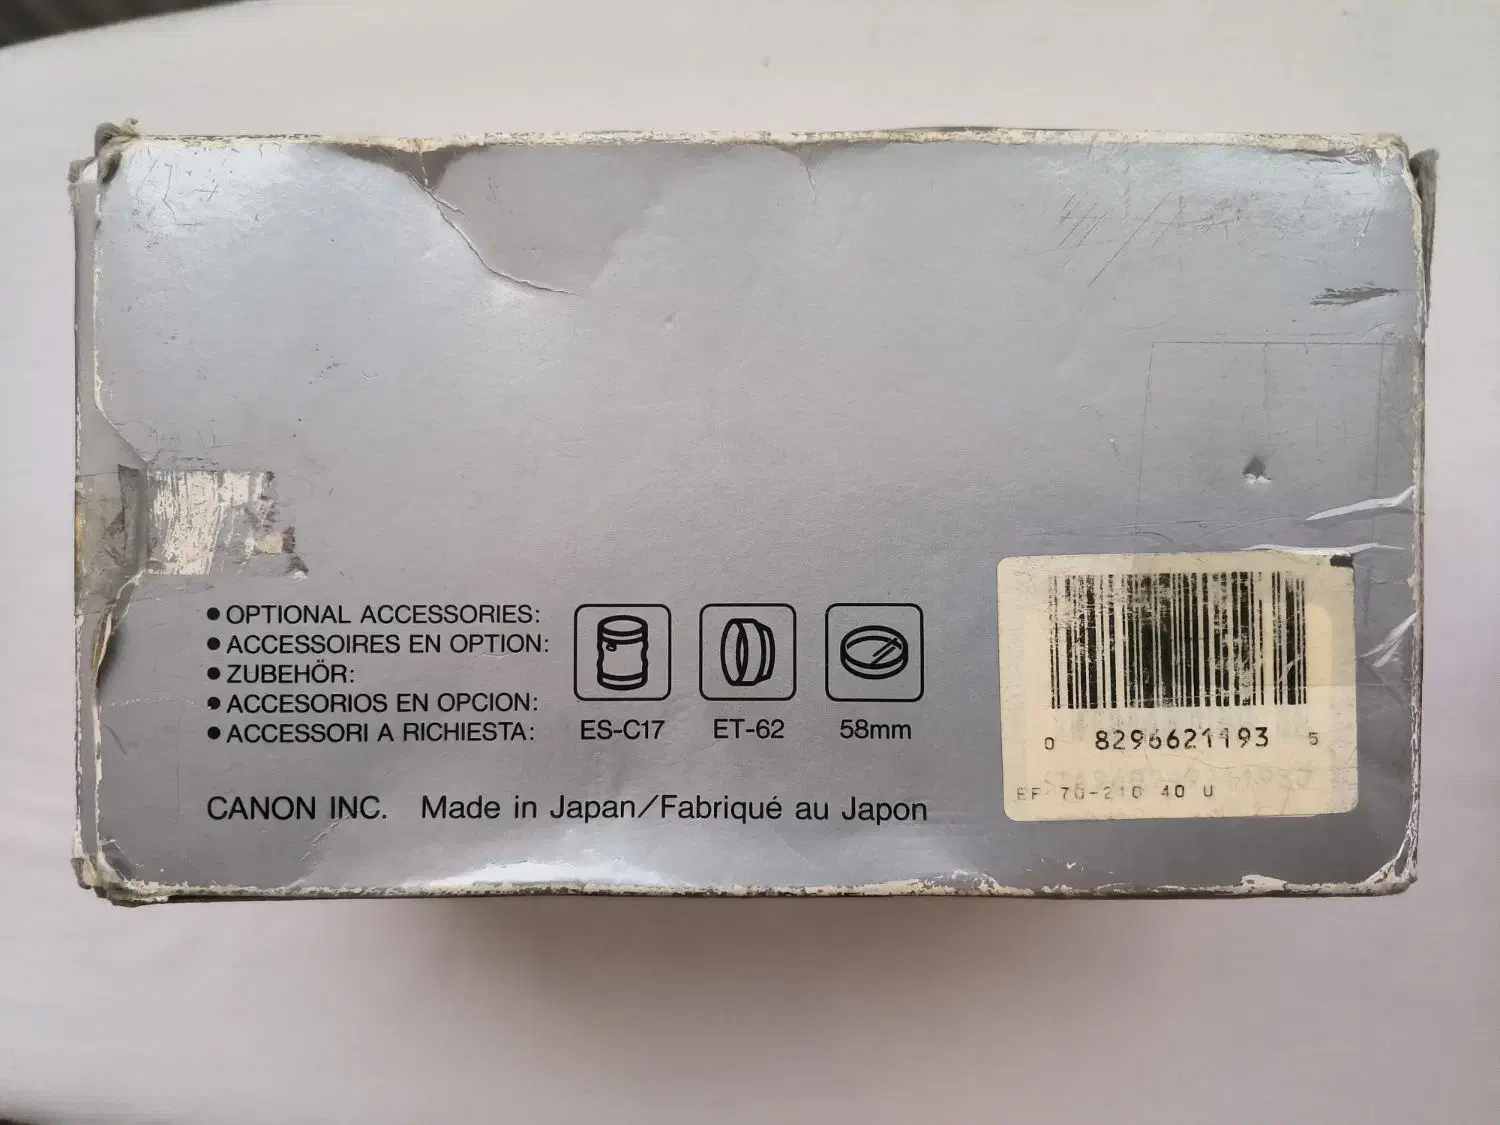 ● OPTIONAL ACCESSORIES:
● ACCESSOIRES EN OPTION:
● ZUBEHÖR:
● ACCESORIOS EN OPCION:
● ACCESSORI A RICHIESTA:
ES-C17
ET-62
58mm
CANON INC. Made in Japan/Fabriqué au Japon
0 8296621193 5
EF 70-210 40 U